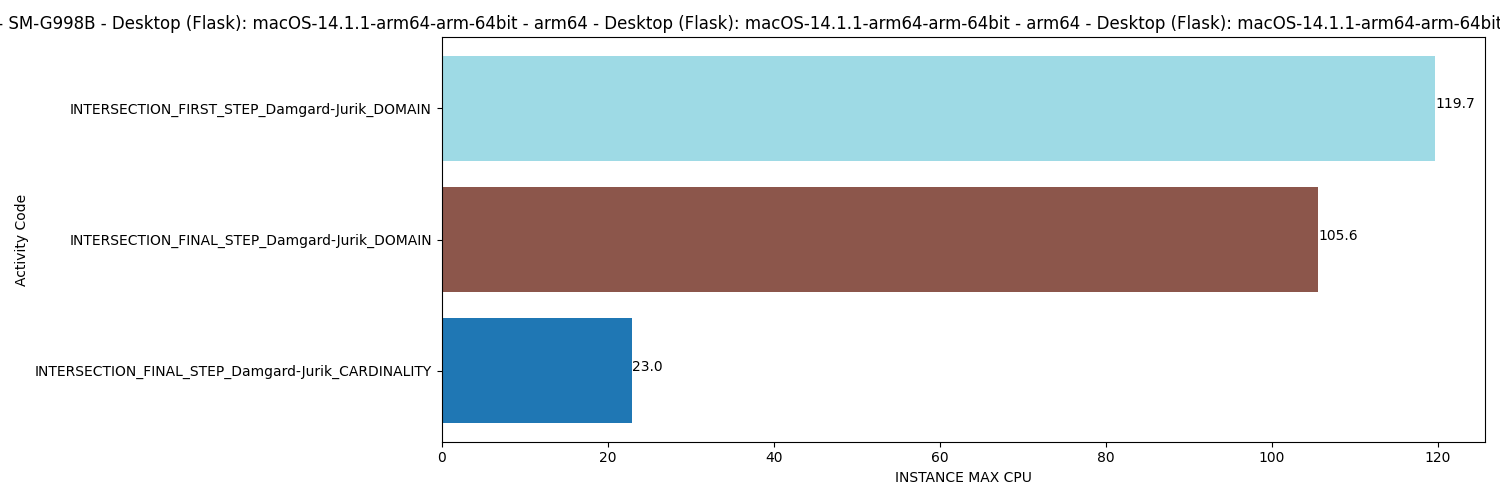 - SM-G998B - Desktop (Flask): macOS-14.1.1-arm64-arm-64bit - arm64 - Desktop (Flask): macOS-14.1.1-arm64-arm-64bit - arm64 - Desktop (Flask): macOS-14.1.1-arm64-arm-64bit
INTERSECTION_FIRST_STEP_Damgard-Jurik_DOMAIN
119.7
INTERSECTION_FINAL_STEP_Damgard-Jurik_DOMAIN
105.6
INTERSECTION_FINAL_STEP_Damgard-Jurik_CARDINALITY
23.0
Activity Code
0 20 40 60 80 100 120
INSTANCE MAX CPU